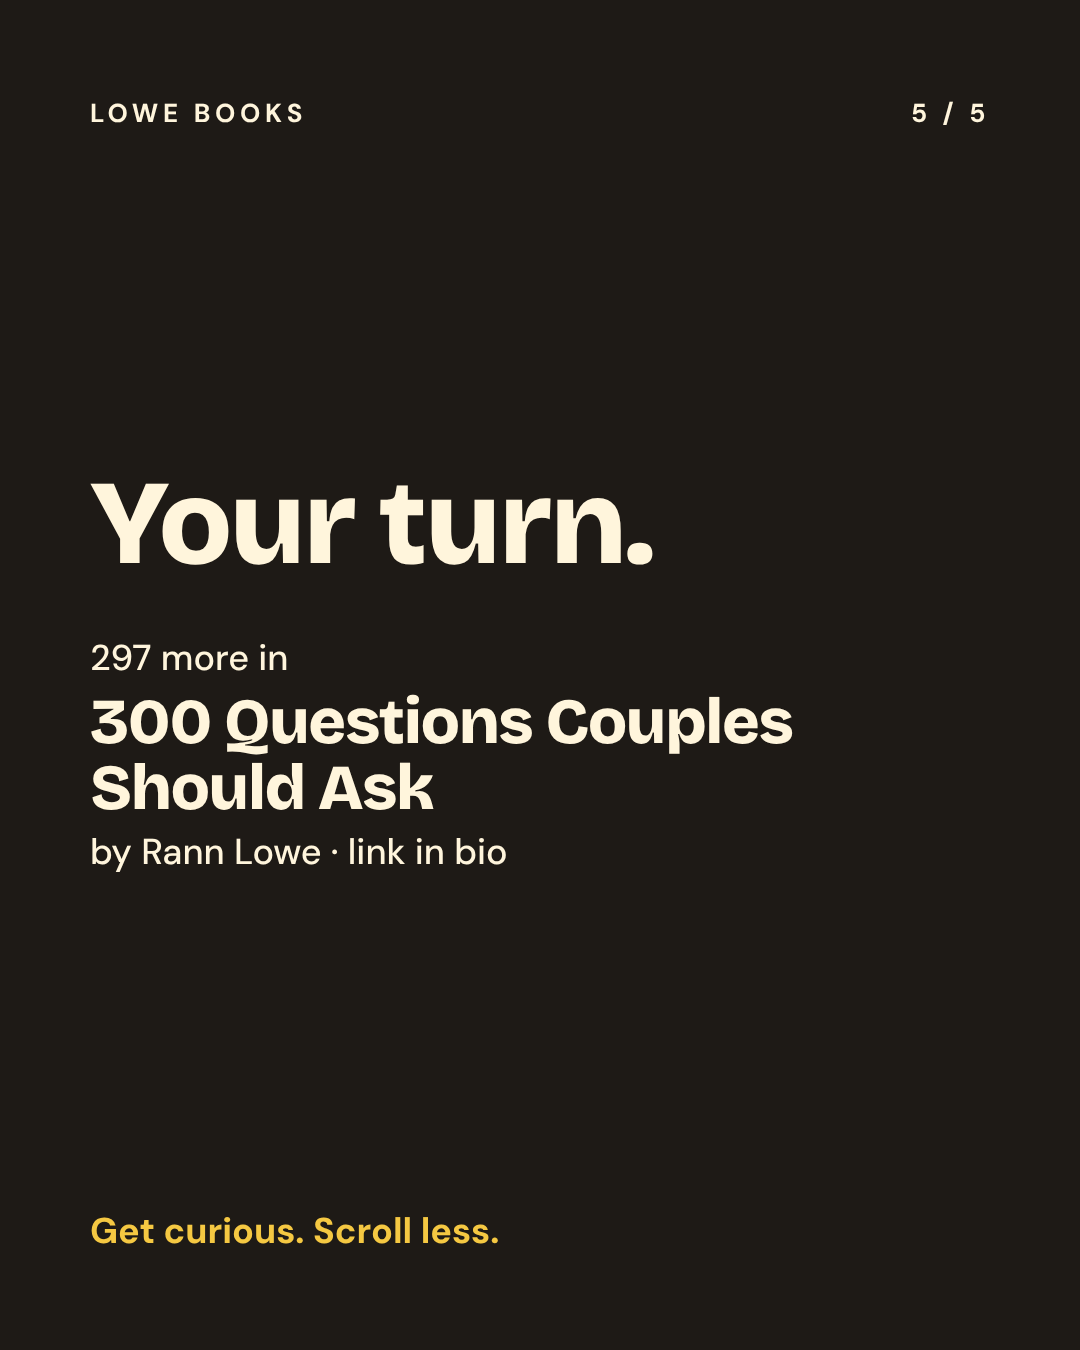 LOWE BOOKS
5 / 5
Your turn.
297 more in
300 Questions Couples
Should Ask
by Rann Lowe · link in bio
Get curious. Scroll less.